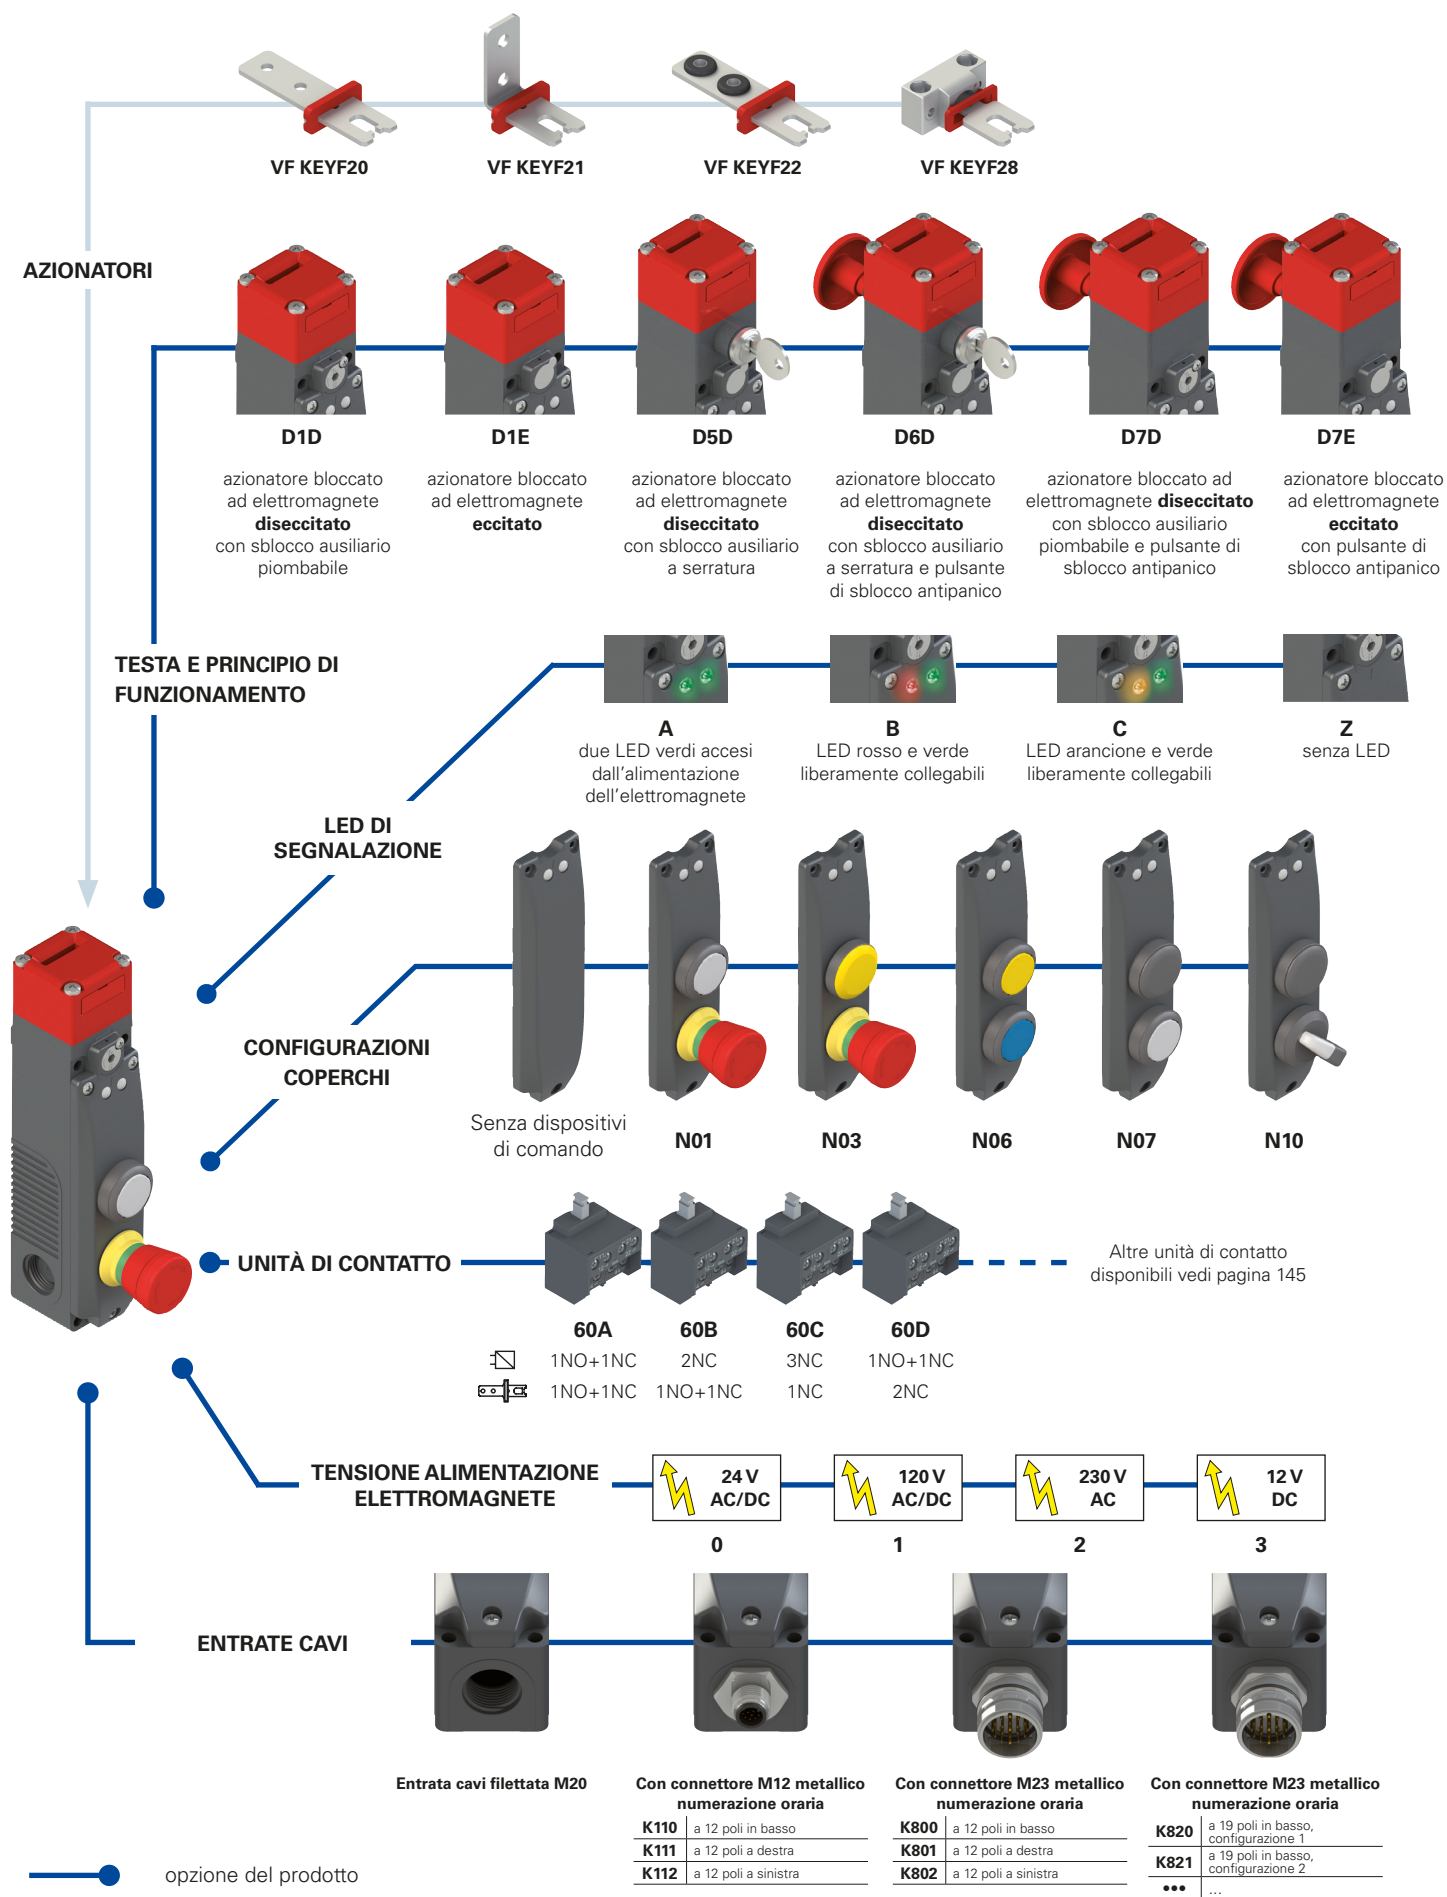 VF KEYF20
VF KEYF21
VF KEYF22
VF KEYF28
AZIONATORI
D1D
azionatore bloccato
ad elettromagnete
diseccitato
con sblocco ausiliario
piombabile
D1E
azionatore bloccato
ad elettromagnete
eccitato
D5D
azionatore bloccato
ad elettromagnete
diseccitato
con sblocco ausiliario
a serratura
D6D
azionatore bloccato
ad elettromagnete
diseccitato
con sblocco ausiliario
a serratura e pulsante
di sblocco antipanico
D7D
azionatore bloccato ad
elettromagnete diseccitato
con sblocco ausiliario
piombabile e pulsante di
sblocco antipanico
D7E
azionatore bloccato
ad elettromagnete
eccitato
con pulsante di
sblocco antipanico
TESTA E PRINCIPIO DI
FUNZIONAMENTO
A
due LED verdi accesi
dall'alimentazione
dell'elettromagnete
B
LED rosso e verde
liberamente collegabili
C
LED arancione e verde
liberamente collegabili
Z
senza LED
LED DI
SEGNALAZIONE
CONFIGURAZIONI
COPERCHI
Senza dispositivi
di comando
N01
N03
N06
N07
N10
UNITÀ DI CONTATTO
Altre unità di contatto
disponibili vedi pagina 145
60A
60B
60C
60D
1NO+1NC
2NC
3NC
1NO+1NC
1NO+1NC
1NO+1NC
1NC
2NC
TENSIONE ALIMENTAZIONE
ELETTROMAGNETE
24 V
AC/DC
0
120 V
AC/DC
1
230 V
AC
2
12 V
DC
3
ENTRATE CAVI
Entrata cavi filettata M20
Con connettore M12 metallico
numerazione oraria
K110 a 12 poli in basso
K111 a 12 poli a destra
K112 a 12 poli a sinistra
Con connettore M23 metallico
numerazione oraria
K800 a 12 poli in basso
K801 a 12 poli a destra
K802 a 12 poli a sinistra
Con connettore M23 metallico
numerazione oraria
K820 a 19 poli in basso,
configurazione 1
K821 a 19 poli in basso,
configurazione 2
••• ...
opzione del prodotto